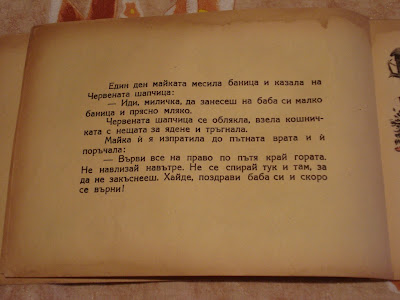 Един ден майката месила баница и казала на
Червената шапчица:
— Иди, миличка, да занесеш на баба си малко
баница и прясно мляко.
Червената шапчица се облякла, взела кошнич-
ката с нещата за ядене и тръгнала.
Майка ѝ я изпратила до пътната врата и ѝ
поръчала:
— Върви все на право по пътя край гората.
Не навлизай навътре. Не се спирай тук и там, за
да не закъснееш. Хайде, поздрави баба си и скоро
се върни!